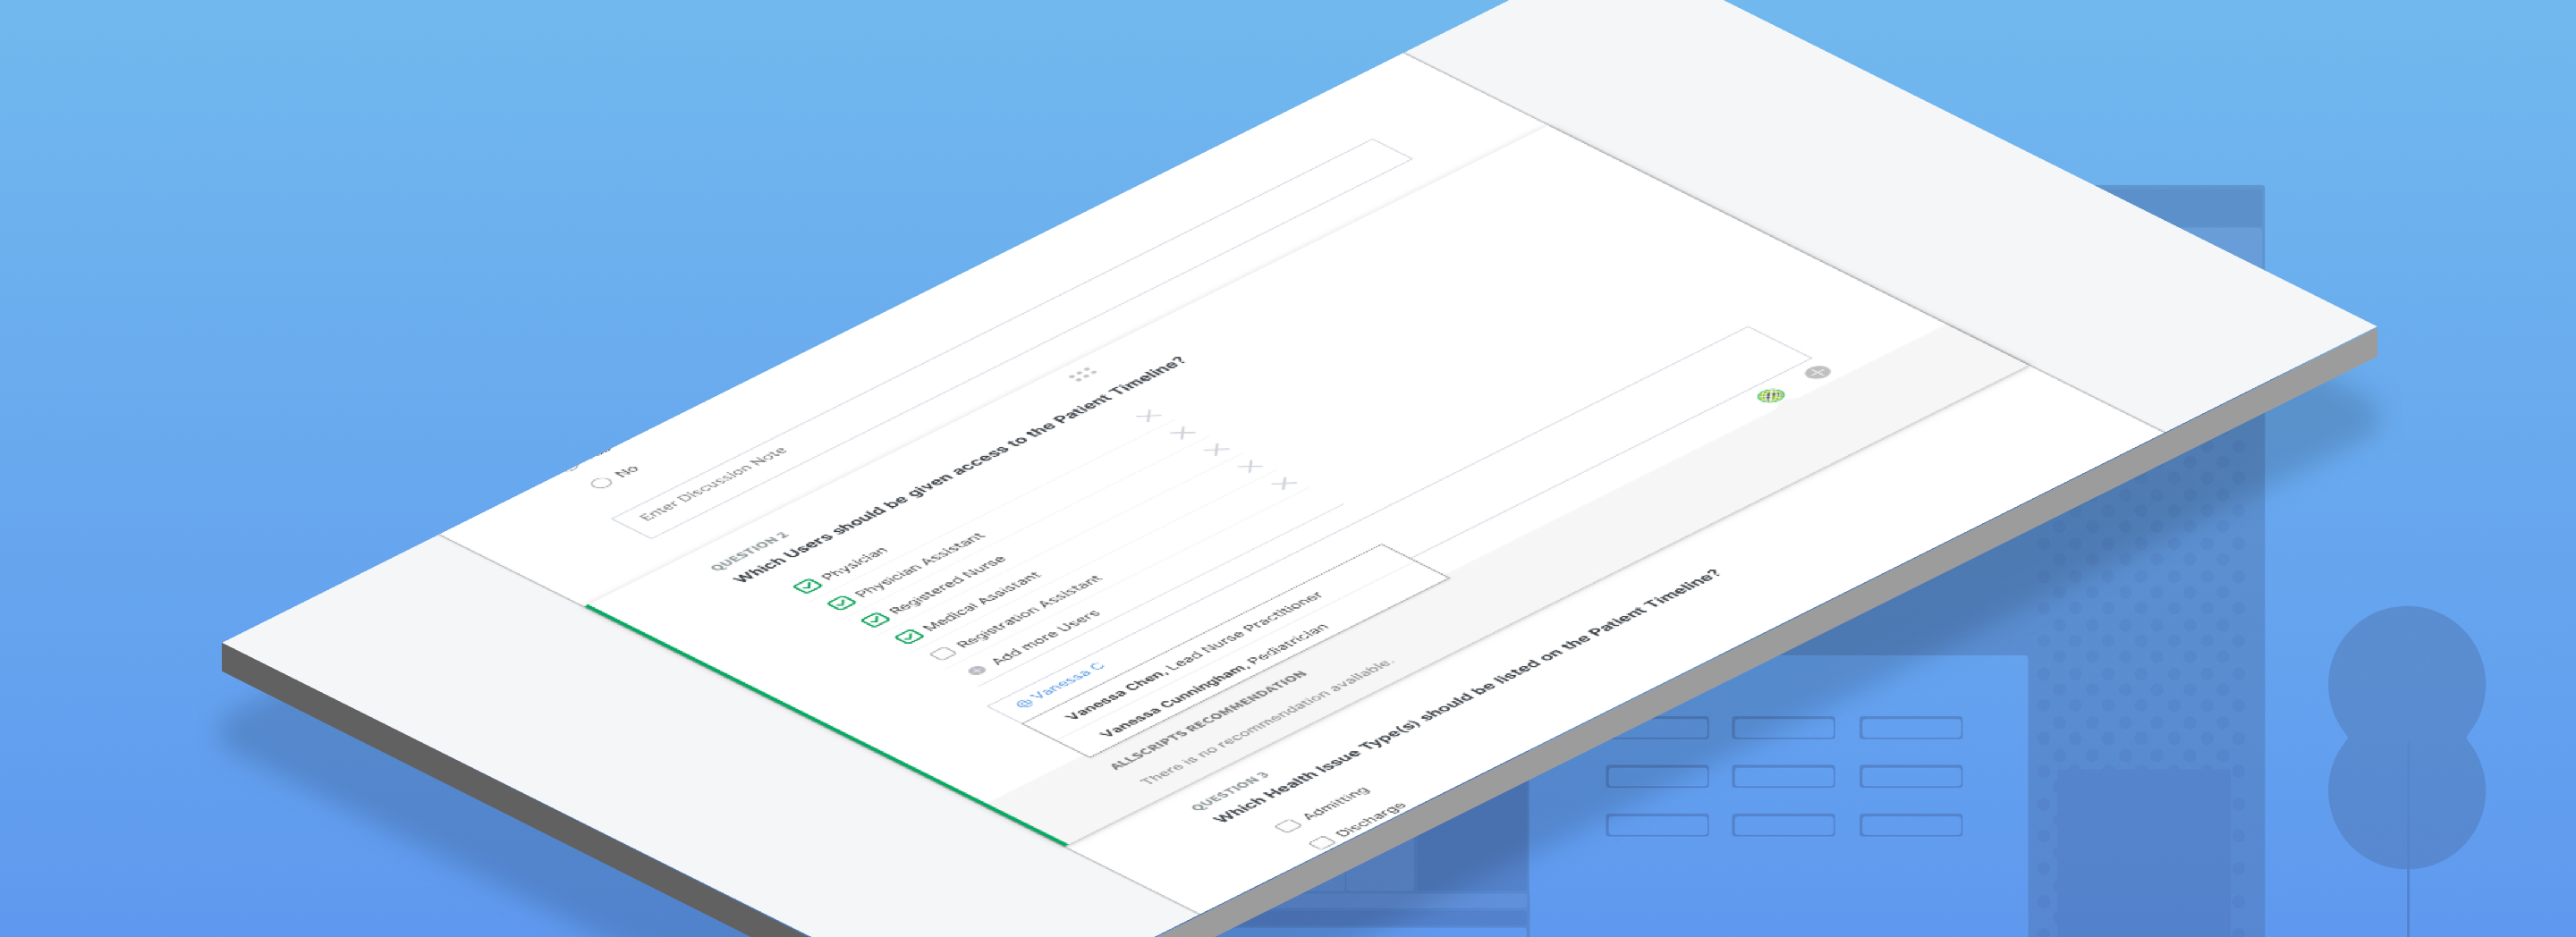 No
Enter Discussion Note
QUESTION 2
Which Users should be given access to the Patient Timeline?
Physician
Physician Assistant
Registered Nurse
Medical Assistant
Registration Assistant
Add more Users
Vanessa C
Vanessa Chen, Lead Nurse Practitioner
Vanessa Cunningham, Pediatrician
ALLSCRIPTS RECOMMENDATION
There is no recommendation available.
QUESTION 3
Which Health Issue Type(s) should be listed on the Patient Timeline?
Admitting
Discharge